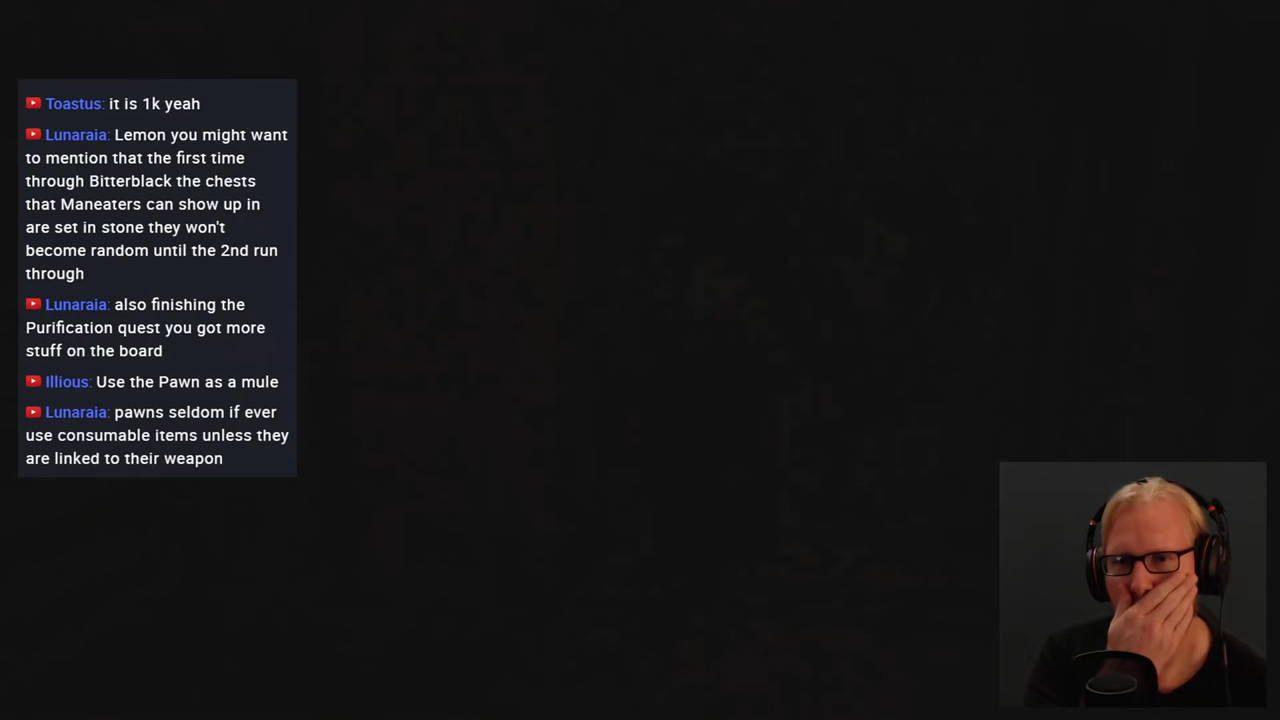 Toastus: it is 1k yeah
Lunaraia: Lemon you might want
to mention that the first time
through Bitterblack the chests
that Maneaters can show up in
are set in stone they won't
become random until the 2nd run
through
Lunaraia: also finishing the
Purification quest you got more
stuff on the board
Illious: Use the Pawn as a mule
Lunaraia: pawns seldom if ever
use consumable items unless they
are linked to their weapon